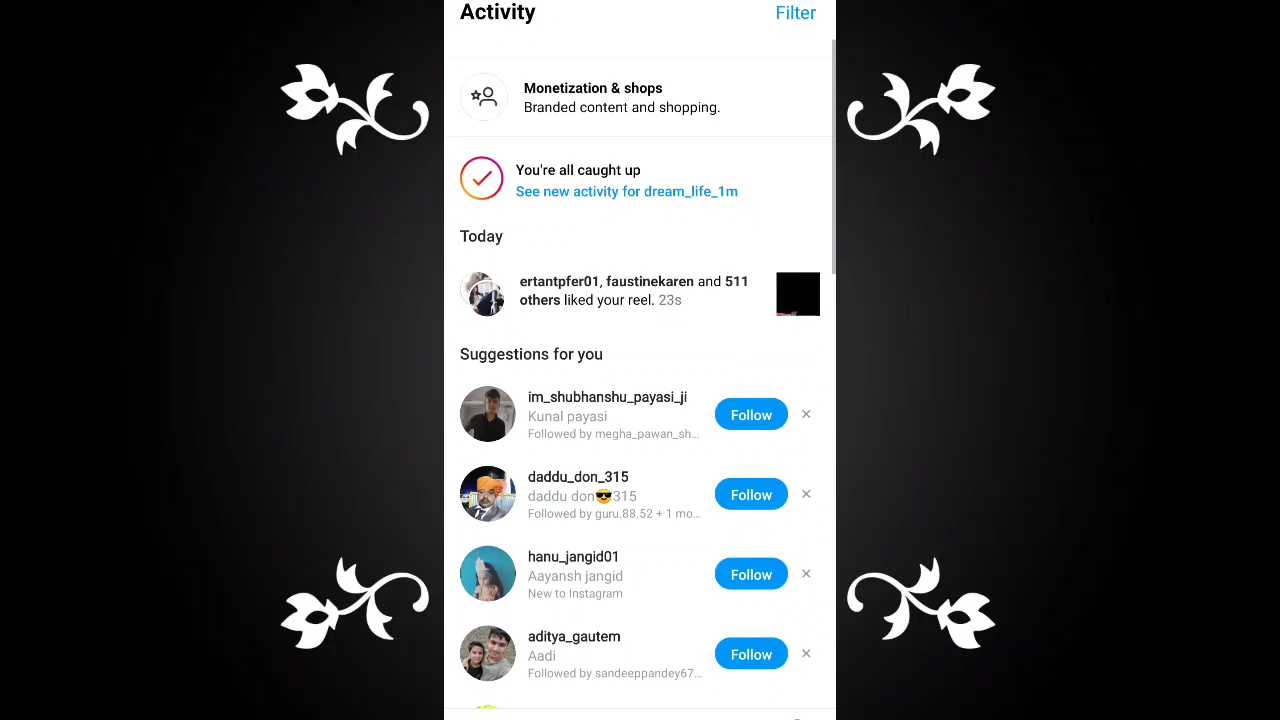 Activity
Filter
Monetization & shops
Branded content and shopping.
You're all caught up
See new activity for dream_life_1m
Today
ertantpfer01, faustinekaren and 511
others liked your reel. 23s
Suggestions for you
im_shubhanshu_payasi_ji
Kunal payasi
Followed by megha_pawan_sh...
Follow
daddu_don_315
daddu don😎315
Followed by guru.88.52 + 1 mo...
Follow
hanu_jangid01
Aayansh jangid
New to Instagram
Follow
aditya_gautem
Aadi
Followed by sandeeppandey67...
Follow